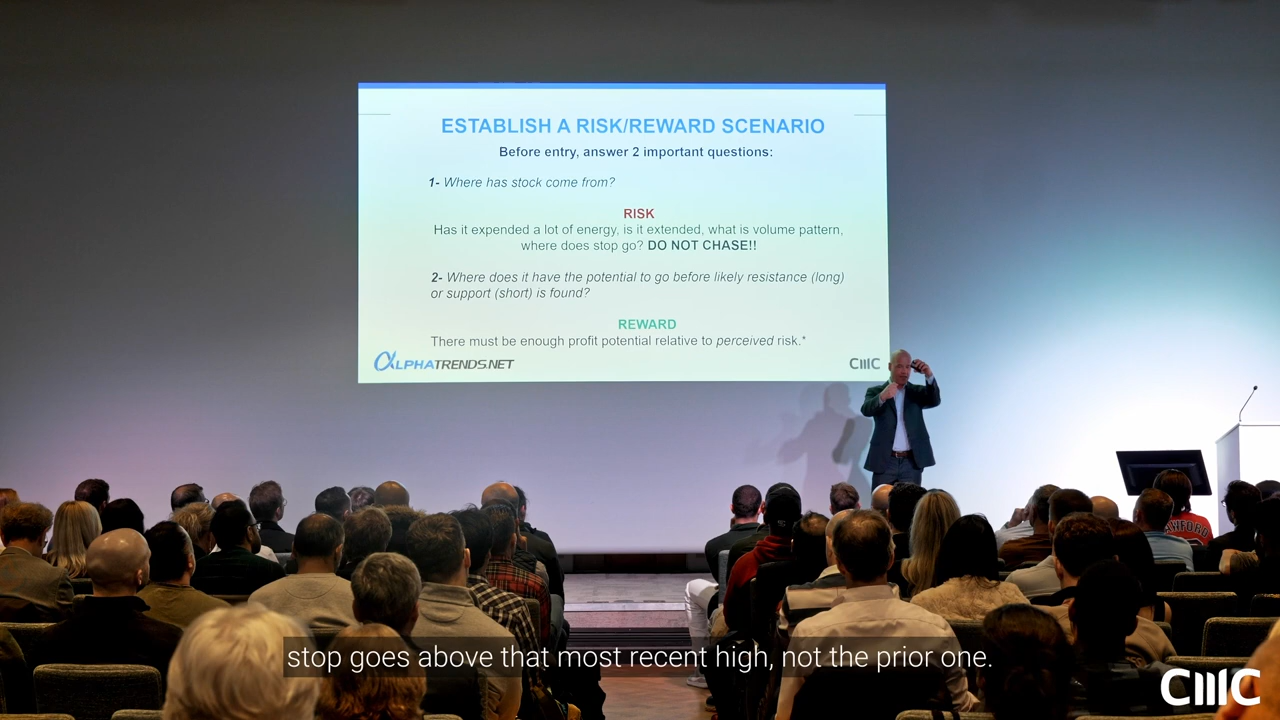 ESTABLISH A RISK/REWARD SCENARIO
Before entry, answer 2 important questions:
1- Where has stock come from?
RISK
Has it expended a lot of energy, is it extended, what is volume pattern,
where does stop go? DO NOT CHASE!!
2- Where does it have the potential to go before likely resistance (long)
or support (short) is found?
REWARD
There must be enough profit potential relative to perceived risk.*
ALPHATRENDS.NET
CMC
stop goes above that most recent high, not the prior one.
CMC